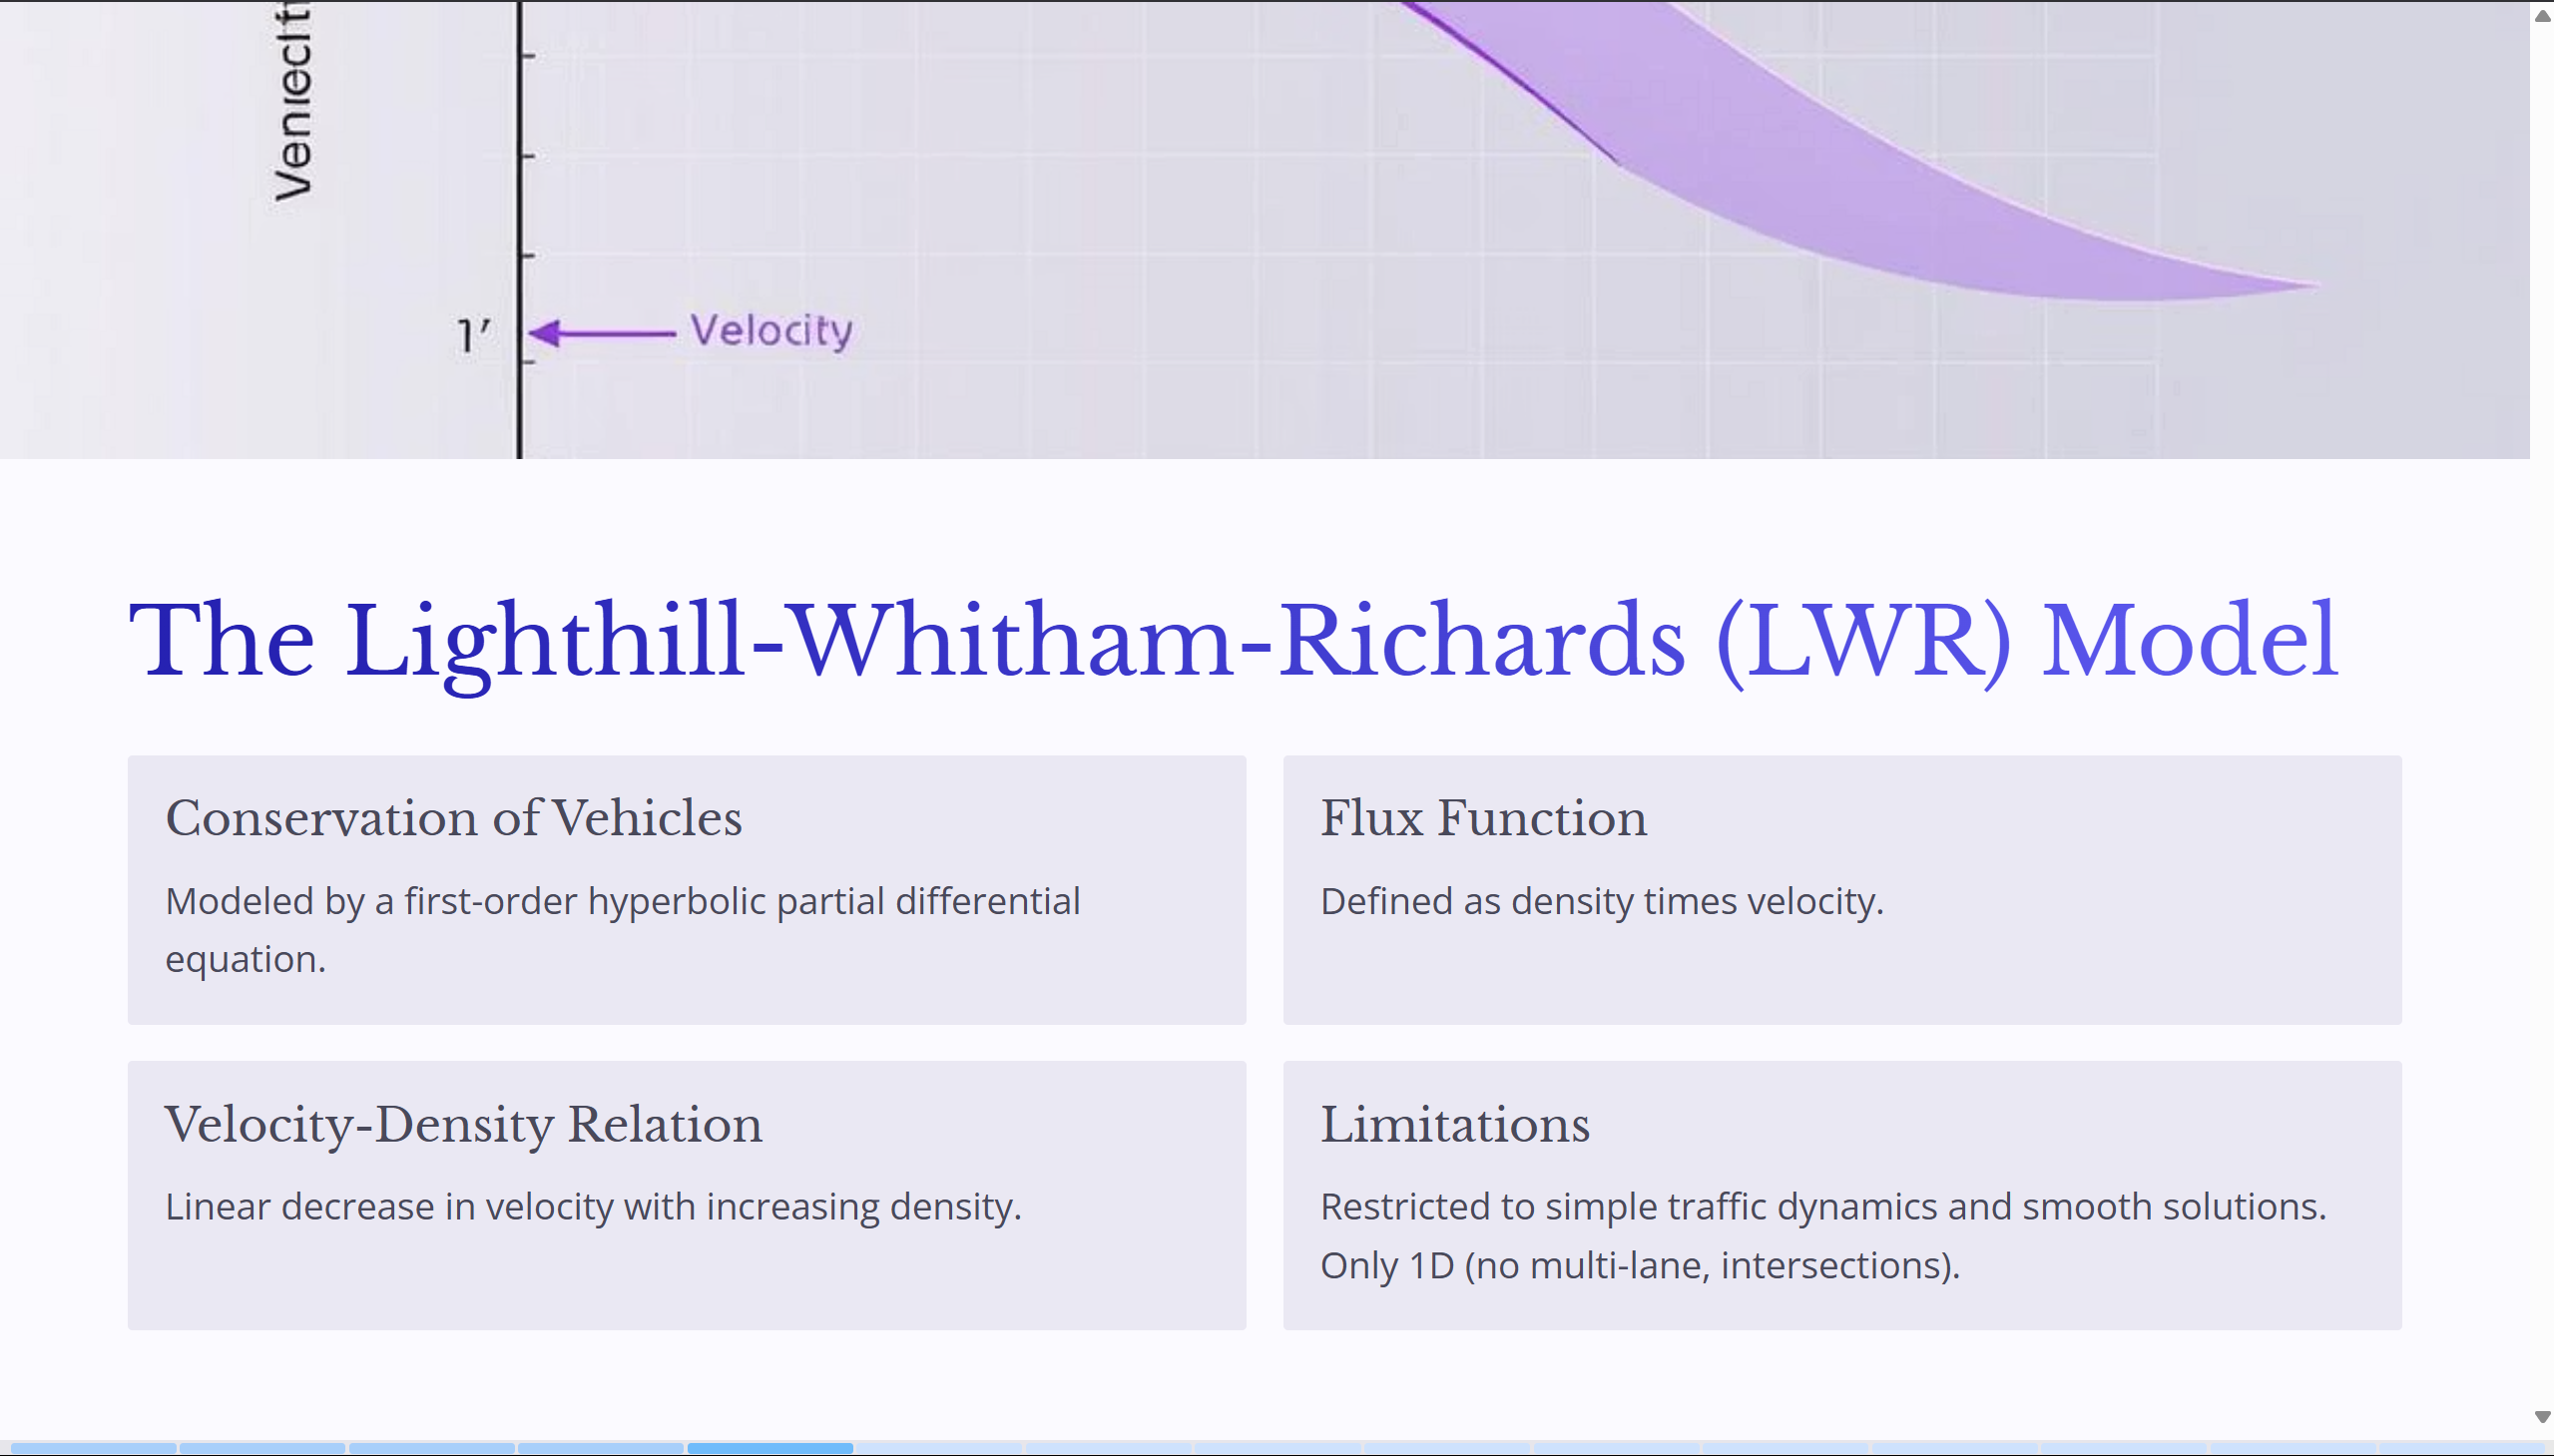 1′
Velocity
The Lighthill-Whitham-Richards (LWR) Model
Conservation of Vehicles
Modeled by a first-order hyperbolic partial differential
equation.
Flux Function
Defined as density times velocity.
Velocity-Density Relation
Linear decrease in velocity with increasing density.
Limitations
Restricted to simple traffic dynamics and smooth solutions.
Only 1D (no multi-lane, intersections).